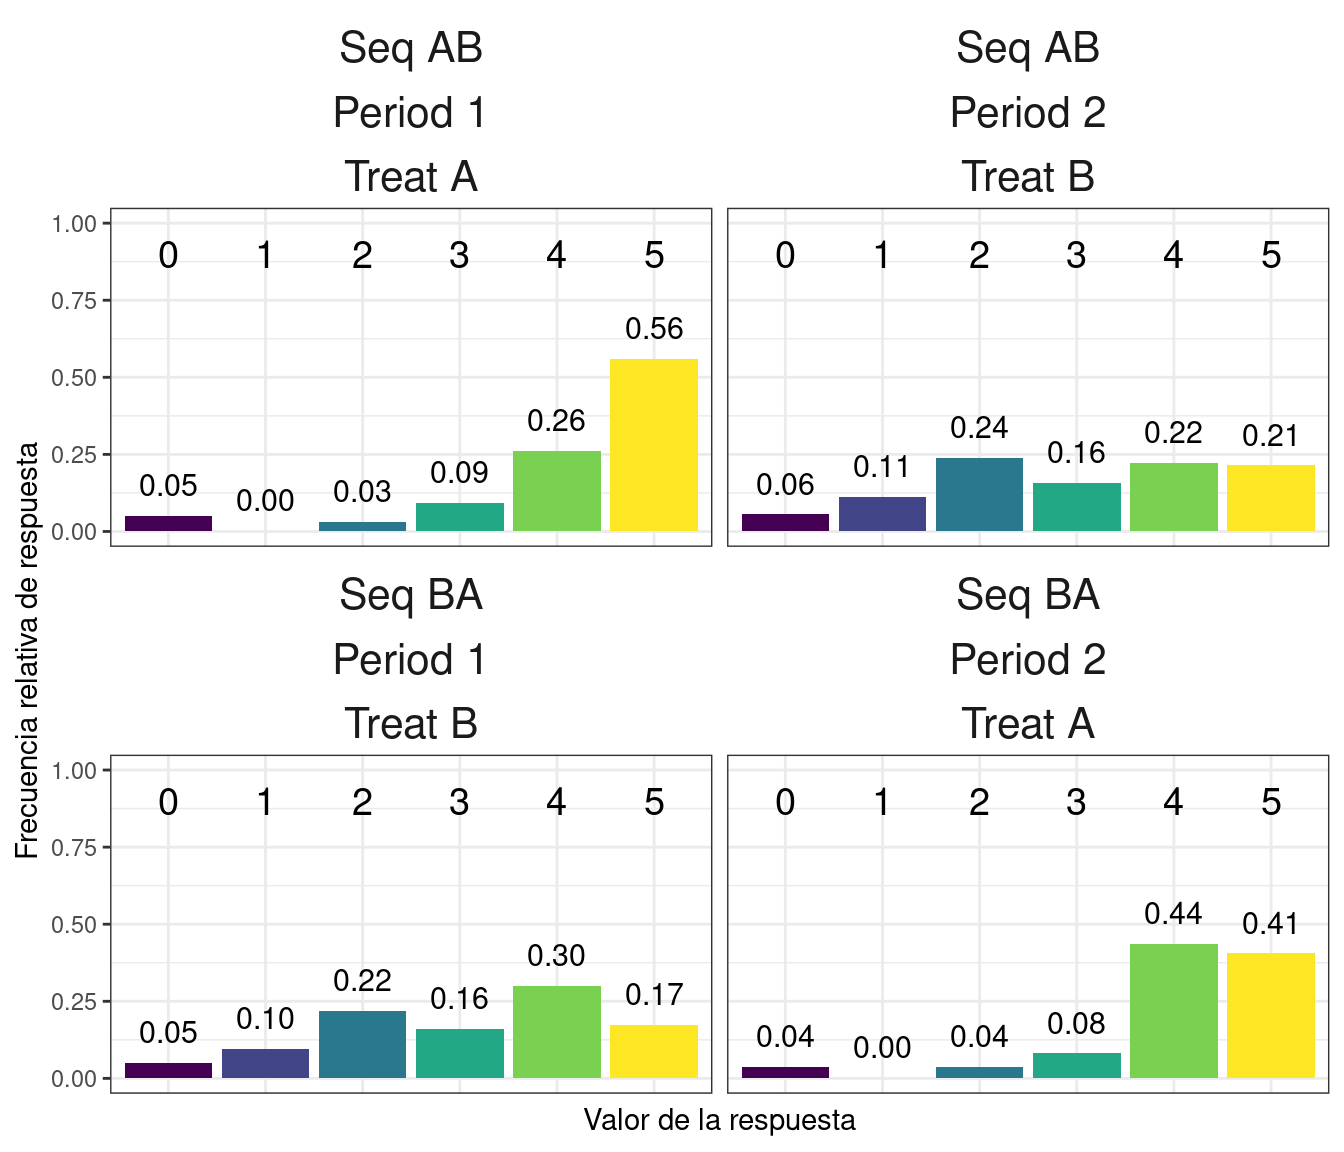 Seq AB
Period 1
Treat A
Seq AB
Period 2
Treat B
1.00
0.75
0.50
0.25
0.00
0 1 2 3 4 5
0.05 0.00 0.03 0.09 0.26 0.56
0 1 2 3 4 5
0.06 0.11 0.24 0.16 0.22 0.21
Frecuencia relativa de respuesta
Seq BA
Period 1
Treat B
Seq BA
Period 2
Treat A
1.00
0.75
0.50
0.25
0.00
0 1 2 3 4 5
0.05 0.10 0.22 0.16 0.30 0.17
0 1 2 3 4 5
0.04 0.00 0.04 0.08 0.44 0.41
Valor de la respuesta